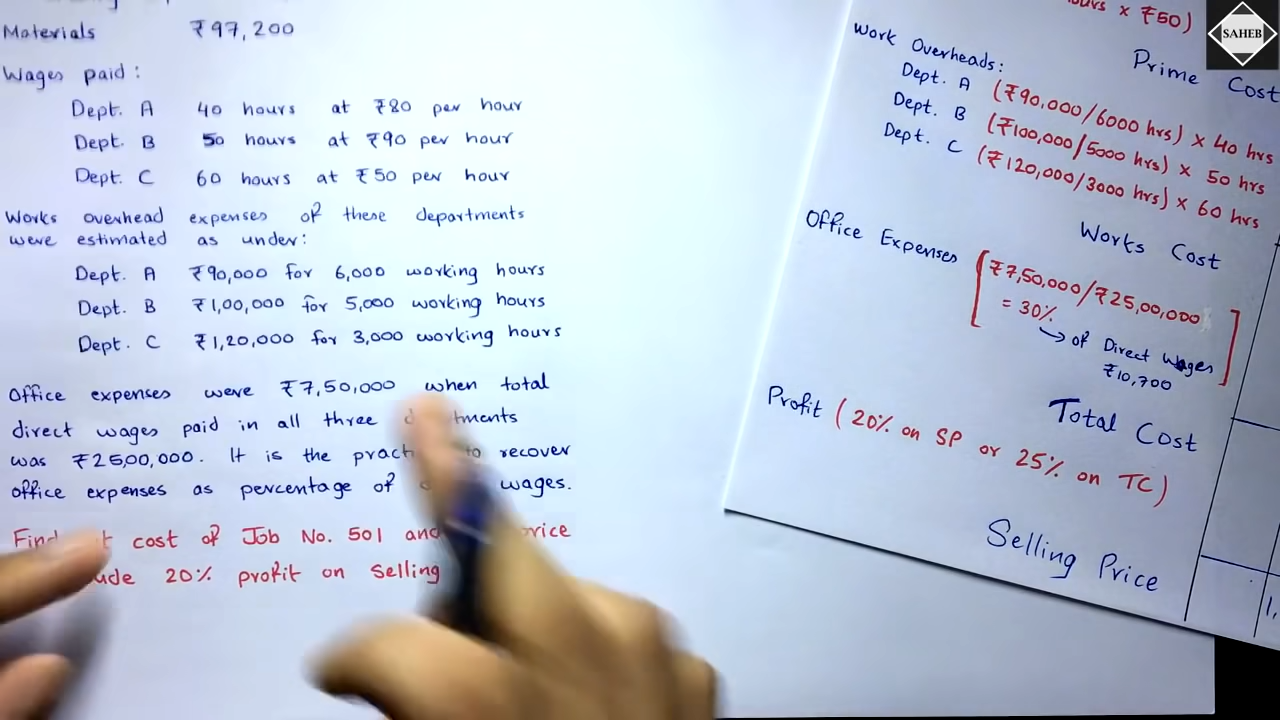 Materials ₹97,200
Wages paid:
Dept. A 40 hours at ₹80 per hour
Dept. B 50 hours at ₹90 per hour
Dept. C 60 hours at ₹50 per hour
Works overhead expenses of these departments
were estimated as under:
Dept. A ₹90,000 for 6,000 working hours
Dept. B ₹1,00,000 for 5,000 working hours
Dept. C ₹1,20,000 for 3,000 working hours
Office expenses were ₹7,50,000 when total
direct wages paid in all three
was ₹25,00,000. It is the to recover
office expenses as percentage of wages.
cost of Job No. 501
20% profit on Selling
x ₹50)
Prime Cost
Work Overheads:
Dept. A (₹90,000/6000 hrs) x 40 hrs
Dept. B (₹100,000/5000 hrs) x 50 hrs
Dept. C (₹120,000/3000 hrs) x 60 hrs
Works Cost
Office Expenses [₹7,50,000/₹25,00,000
= 30%
of Direct Wages
₹10,700]
Total Cost
Profit (20% on SP or 25% on TC)
Selling Price
SAHEB